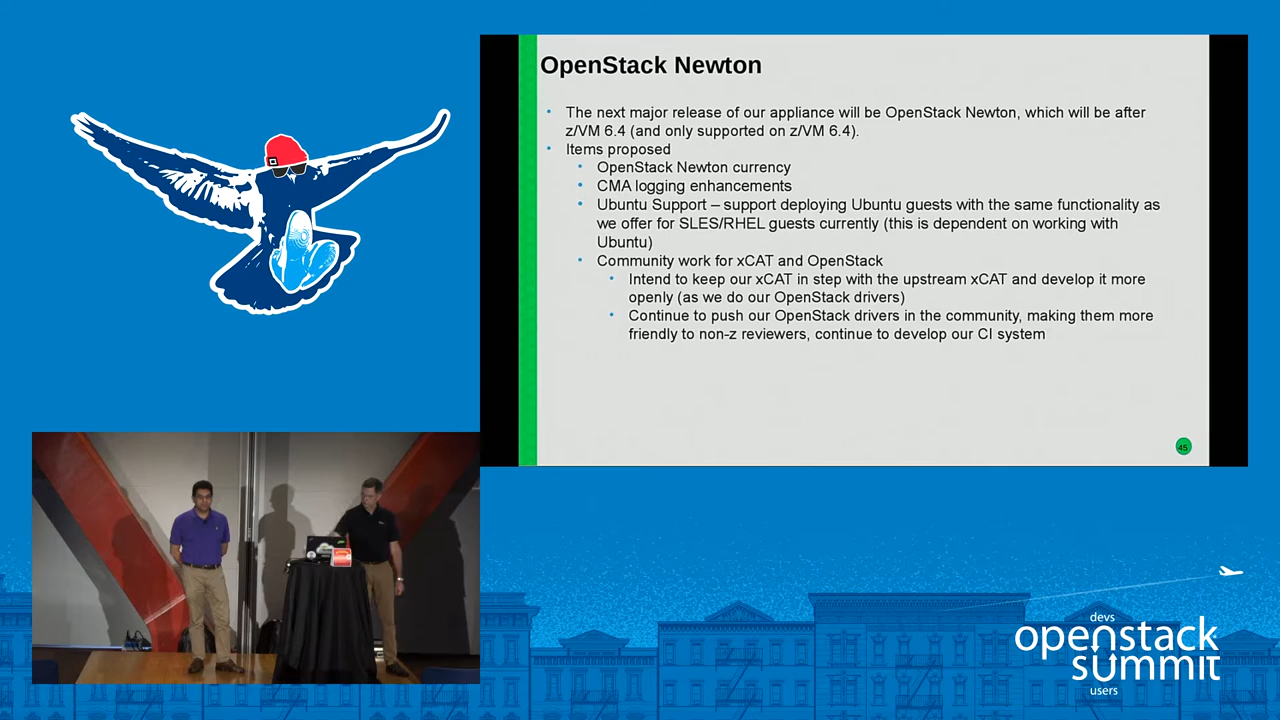 OpenStack Newton
• The next major release of our appliance will be OpenStack Newton, which will be after
z/VM 6.4 (and only supported on z/VM 6.4).
• Items proposed
• OpenStack Newton currency
• CMA logging enhancements
• Ubuntu Support – support deploying Ubuntu guests with the same functionality as
we offer for SLES/RHEL guests currently (this is dependent on working with
Ubuntu)
• Community work for xCAT and OpenStack
• Intend to keep our xCAT in step with the upstream xCAT and develop it more
openly (as we do our OpenStack drivers)
• Continue to push our OpenStack drivers in the community, making them more
friendly to non-z reviewers, continue to develop our CI system
45
devs
openstack
summit
users